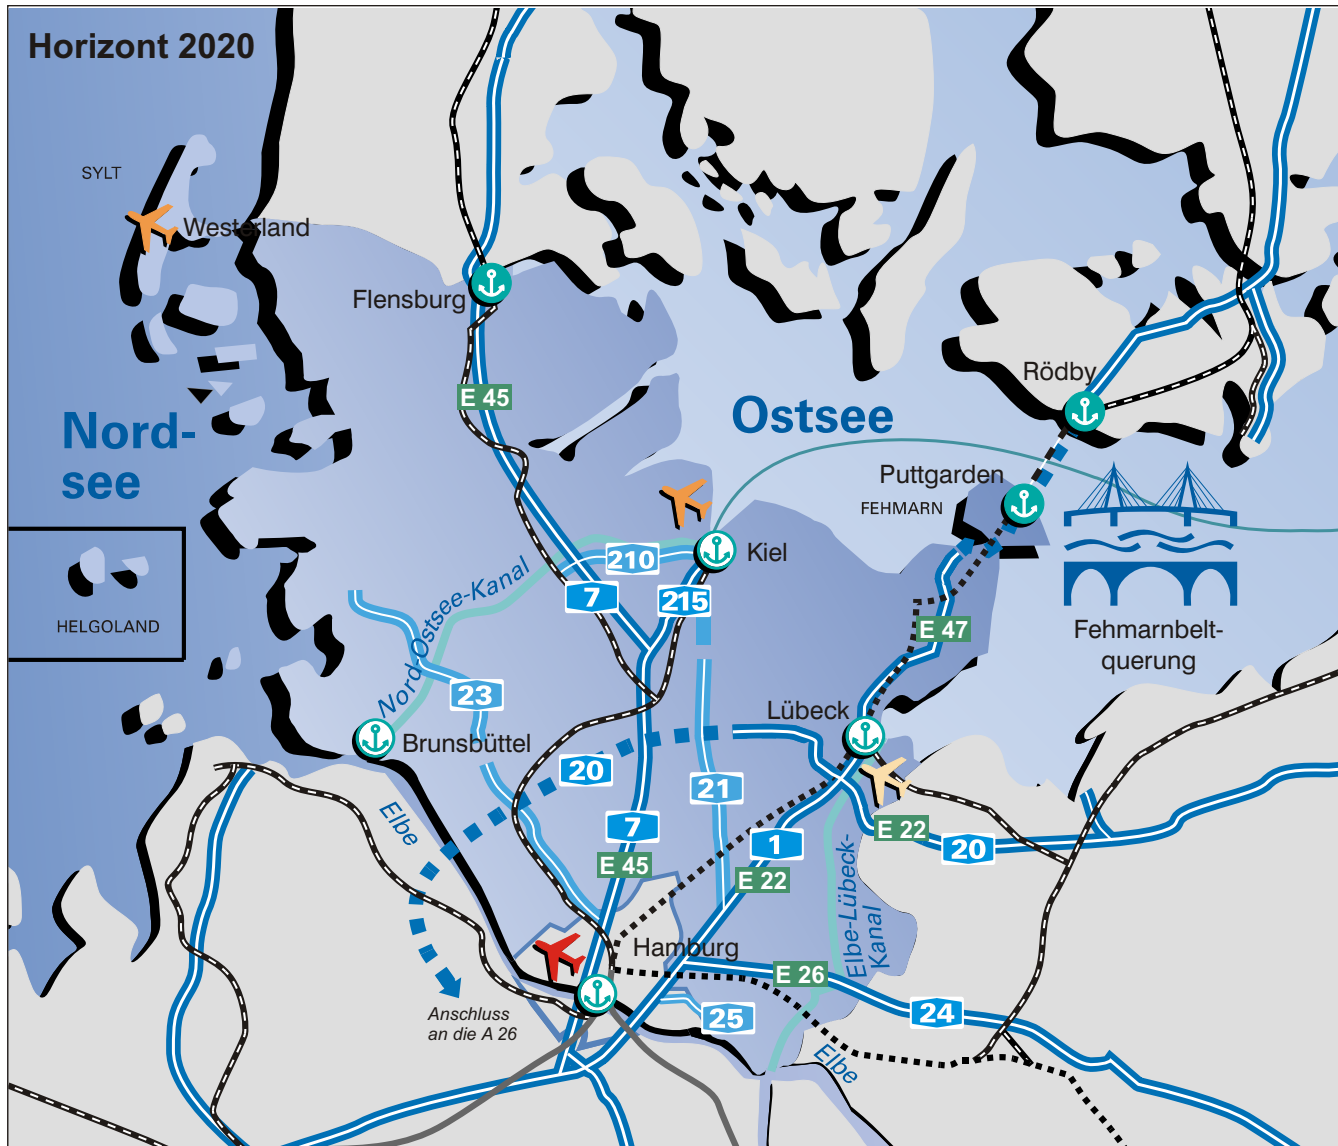 Horizont 2020
SYLT
Westerland
Flensburg
Rödby
E 45
Nord-
see
Ostsee
Puttgarden
FEHMARN
Kiel
210
Nord-Ostsee-Kanal
7
215
HELGOLAND
E 47
Fehmarnbelt-
querung
23
Lübeck
Brunsbüttel
20
21
Elbe
7
1
E 22
20
E 45
E 22
Elbe-Lübeck-
Kanal
Hamburg
E 26
Anschluss
an die A 26
25
24
Elbe